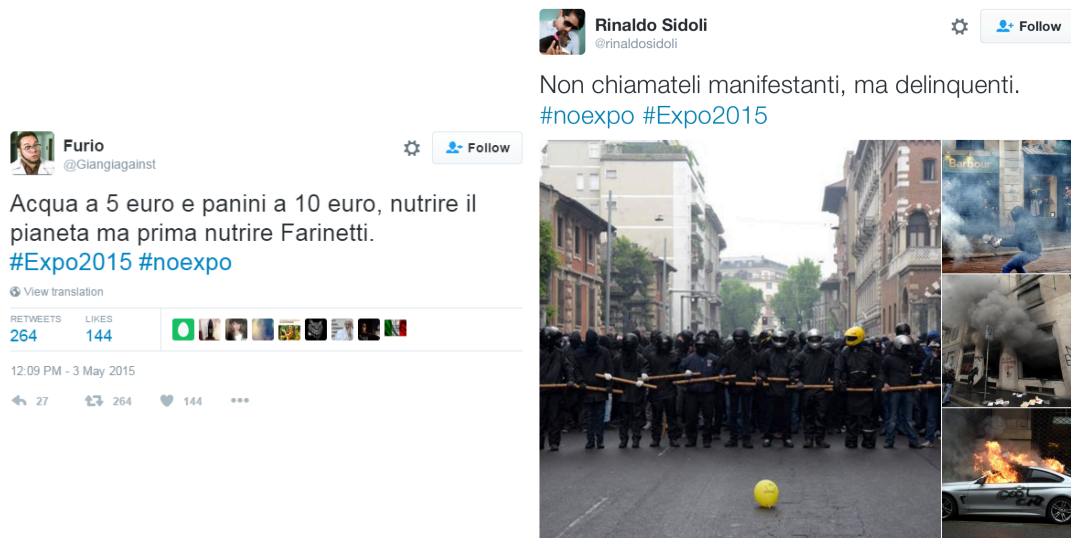 Furio
@Giangiagainst
Follow
Acqua a 5 euro e panini a 10 euro, nutrire il
pianeta ma prima nutrire Farinetti.
#Expo2015 #noexpo
View translation
RETWEETS LIKES
264 144
12:09 PM - 3 May 2015
27 264 144
Rinaldo Sidoli
@rinaldosidoli
Follow
Non chiamateli manifestanti, ma delinquenti.
#noexpo #Expo2015
Barbour